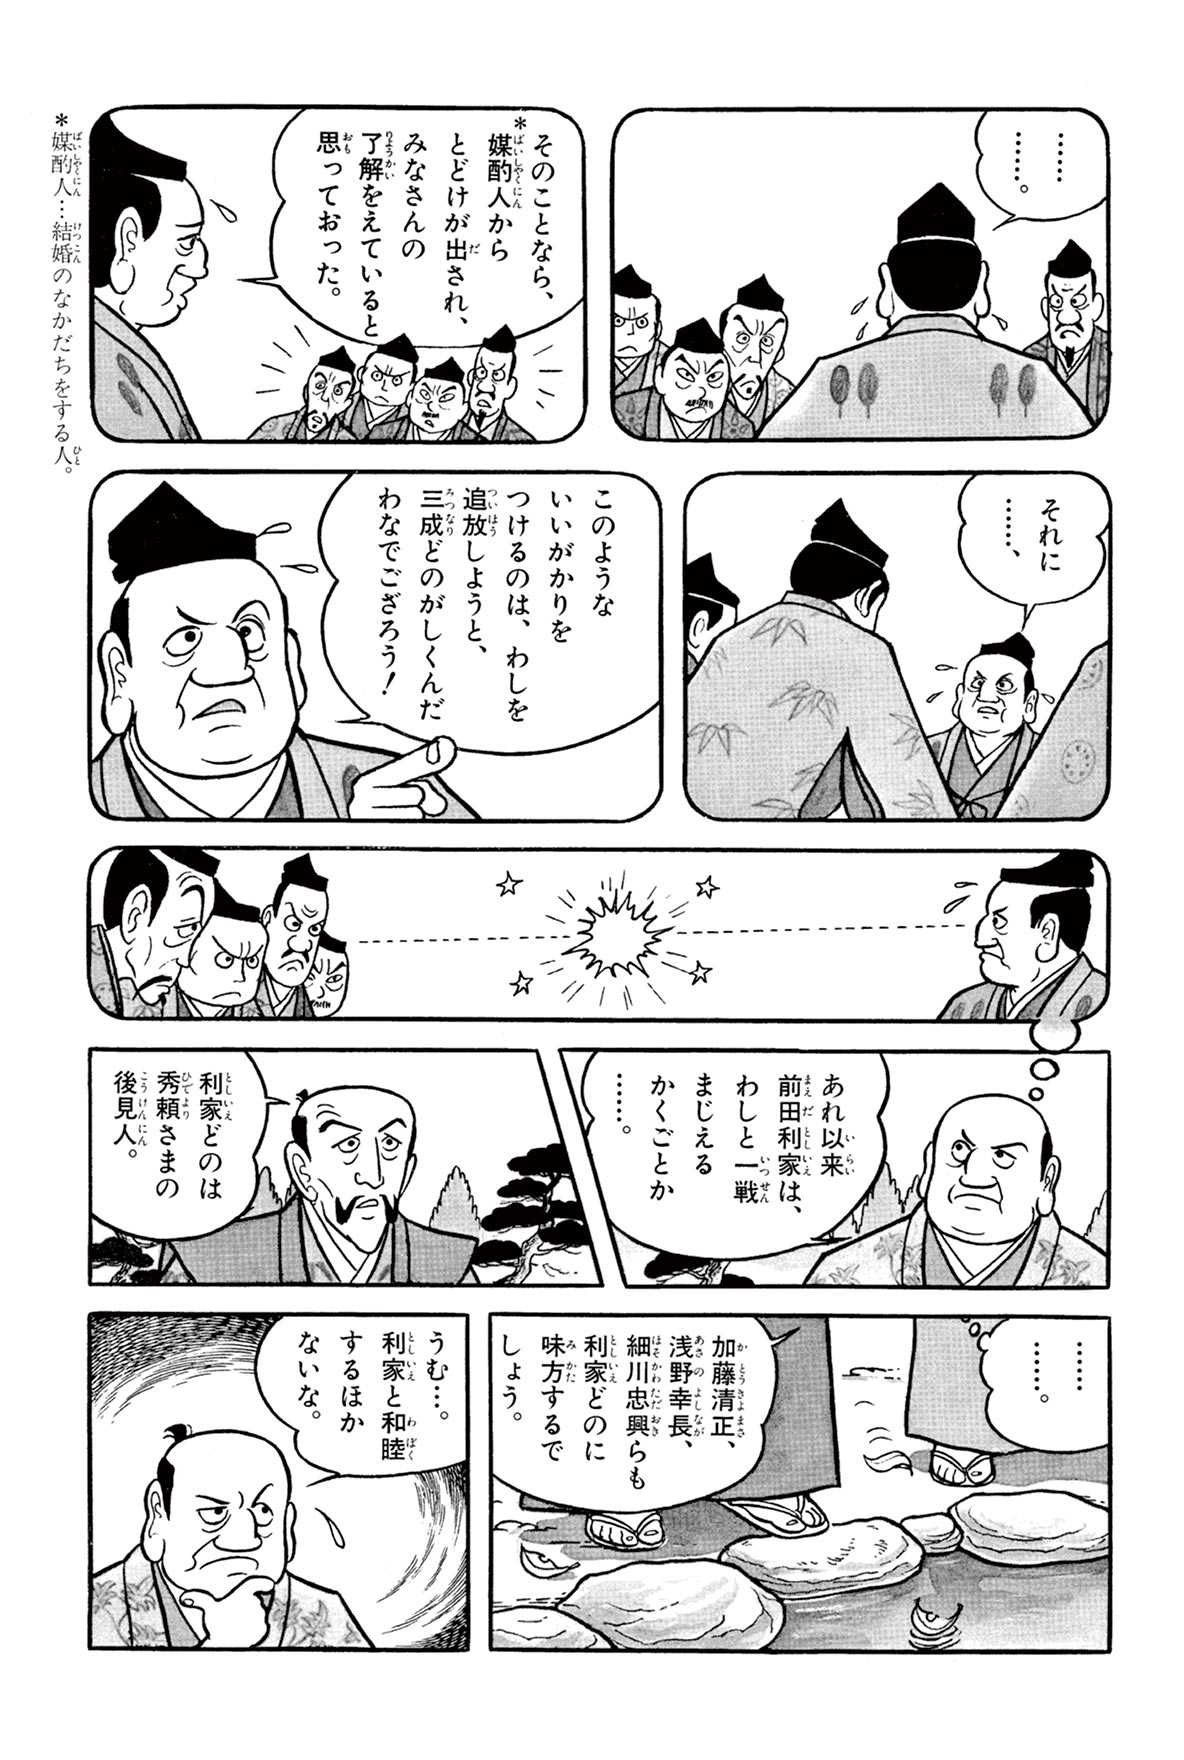 ……
……。
そのことなら、
*媒酌人から
とどけが出され、
みなさんの
了解をえていると
思っておった。
*媒酌人…結婚のなかだちをする人。
それに
……、
このような
いいがかりを
つけるのは、わしを
追放しようと、
三成どのがしくんだ
わなでござろう!
あれ以来
前田利家は、
わしと一戦
まじえる
かくごとか
……。
利家どのは
秀頼さまの
後見人。
……
……。
加藤清正、
浅野幸長、
細川忠興らも
利家どのに
味方するで
しょう。
うむ…。
利家と和睦
するほか
ないな。